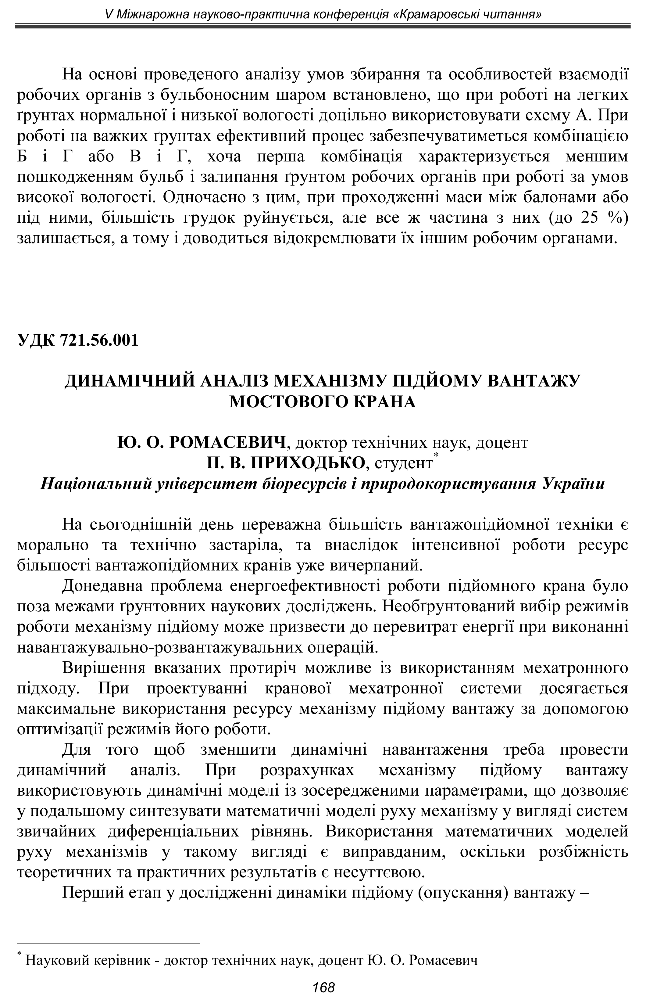 V Міжнарожна науково-практична конференція «Крамаровські читання»
На основі проведеного аналізу умов збирання та особливостей взаємодії
робочих органів з бульбоносним шаром встановлено, що при роботі на легких
ґрунтах нормальної і низької вологості доцільно використовувати схему А. При
роботі на важких ґрунтах ефективний процес забезпечуватиметься комбінацією
Б і Г або В і Г, хоча перша комбінація характеризується меншим
пошкодженням бульб і залипання ґрунтом робочих органів при роботі за умов
високої вологості. Одночасно з цим, при проходженні маси між балонами або
під ними, більшість грудок руйнується, але все ж частина з них (до 25 %)
залишається, а тому і доводиться відокремлювати їх іншим робочим органами.
УДК 721.56.001
ДИНАМІЧНИЙ АНАЛІЗ МЕХАНІЗМУ ПІДЙОМУ ВАНТАЖУ
МОСТОВОГО КРАНА
Ю. О. РОМАСЕВИЧ, доктор технічних наук, доцент
П. В. ПРИХОДЬКО, студент*
Національний університет біоресурсів і природокористування України
На сьогоднішній день переважна більшість вантажопідйомної техніки є
морально та технічно застаріла, та внаслідок інтенсивної роботи ресурс
більшості вантажопідйомних кранів уже вичерпаний.
Донедавна проблема енергоефективності роботи підйомного крана було
поза межами ґрунтовних наукових досліджень. Необґрунтований вибір режимів
роботи механізму підйому може призвести до перевитрат енергії при виконанні
навантажувально-розвантажувальних операцій.
Вирішення вказаних протиріч можливе із використанням мехатронного
підходу. При проектуванні кранової мехатронної системи досягається
максимальне використання ресурсу механізму підйому вантажу за допомогою
оптимізації режимів його роботи.
Для того щоб зменшити динамічні навантаження треба провести
динамічний аналіз. При розрахунках механізму підйому вантажу
використовують динамічні моделі із зосередженими параметрами, що дозволяє
у подальшому синтезувати математичні моделі руху механізму у вигляді систем
звичайних диференціальних рівнянь. Використання математичних моделей
руху механізмів у такому вигляді є виправданим, оскільки розбіжність
теоретичних та практичних результатів є несуттєвою.
Перший етап у дослідженні динаміки підйому (опускання) вантажу –
* Науковий керівник - доктор технічних наук, доцент Ю. О. Ромасевич
168